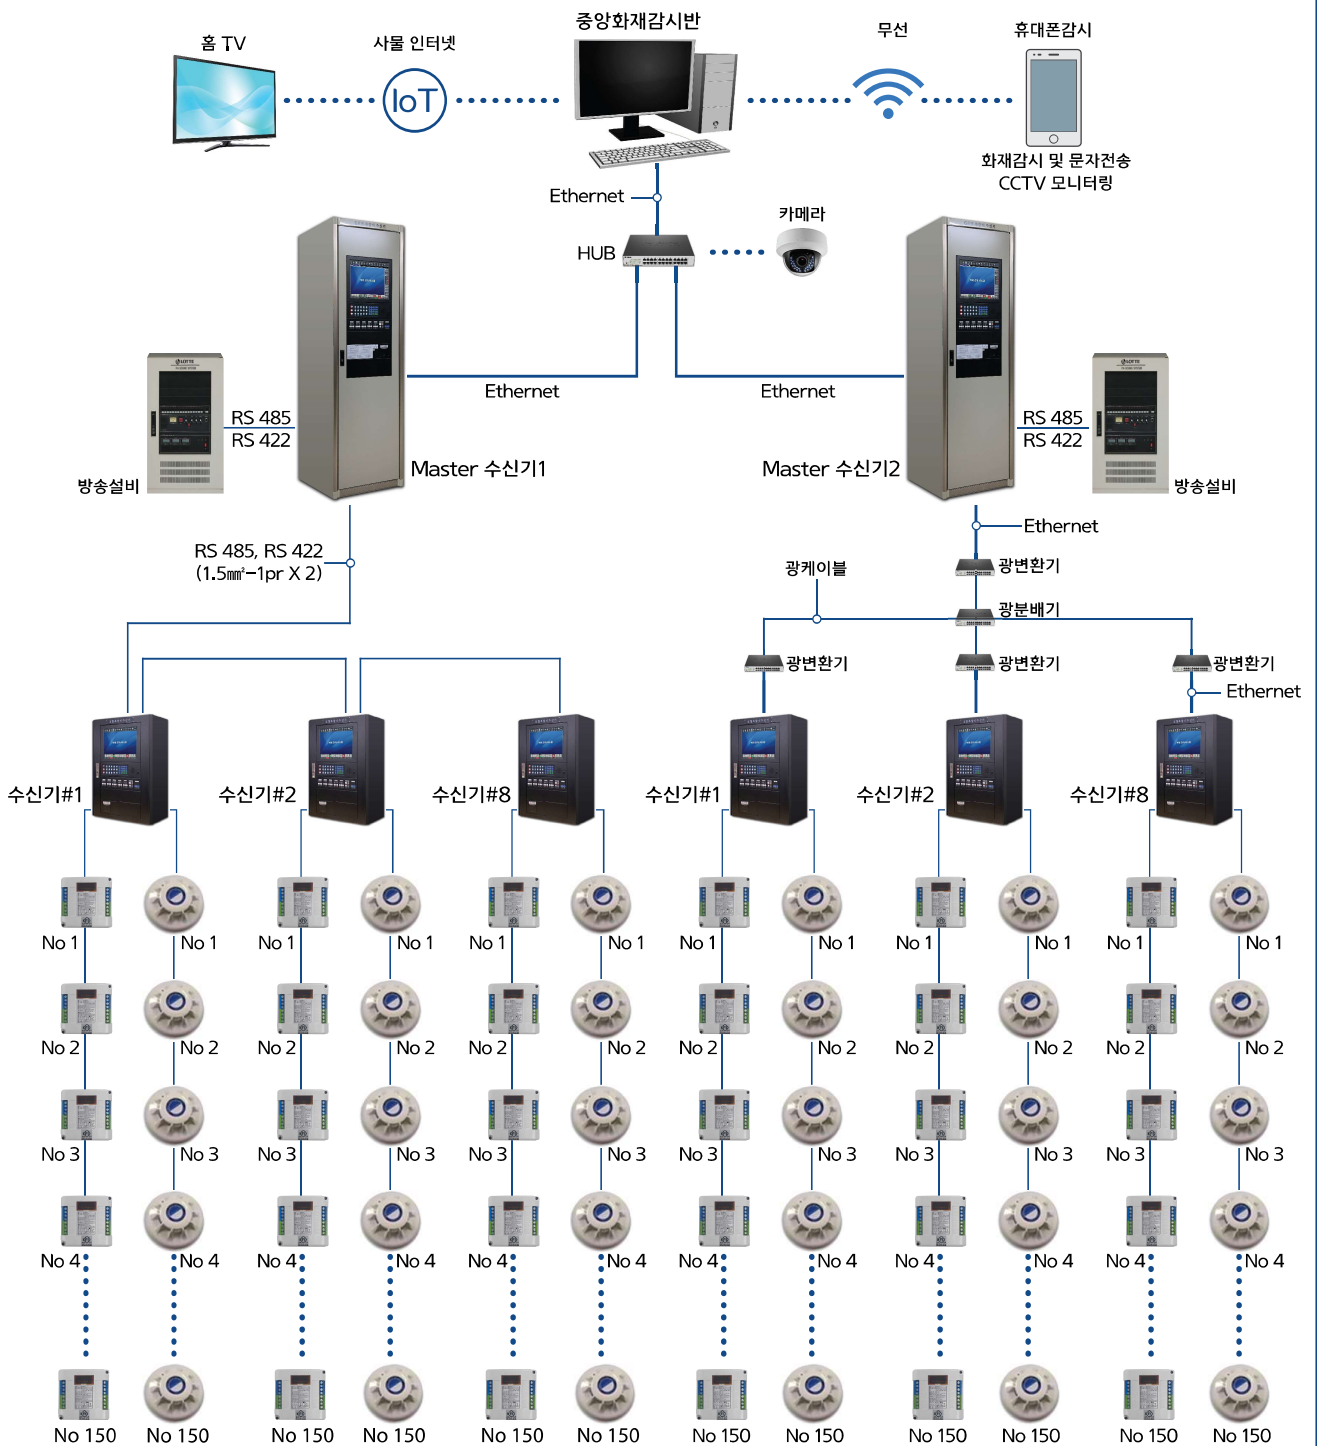 중앙화재감시반
홈 TV
사물 인터넷
무선
휴대폰감시
IoT
화재감시 및 문자전송
CCTV 모니터링
Ethernet
카메라
HUB
Ethernet
Ethernet
LOTTE
LOTTE
RS 485
RS 422
RS 485
RS 422
Master 수신기1
Master 수신기2
방송설비
방송설비
Ethernet
RS 485, RS 422
(1.5㎟-1pr X 2)
광케이블
광변환기
광분배기
광변환기
광변환기
광변환기
Ethernet
수신기#1
수신기#2
수신기#8
수신기#1
수신기#2
수신기#8
No 1 No 1 No 1 No 1 No 1 No 1 No 1 No 1 No 1 No 1 No 1 No 1
No 2 No 2 No 2 No 2 No 2 No 2 No 2 No 2 No 2 No 2 No 2 No 2
No 3 No 3 No 3 No 3 No 3 No 3 No 3 No 3 No 3 No 3 No 3 No 3
No 4 No 4 No 4 No 4 No 4 No 4 No 4 No 4 No 4 No 4 No 4 No 4
No 150 No 150 No 150 No 150 No 150 No 150 No 150 No 150 No 150 No 150 No 150 No 150